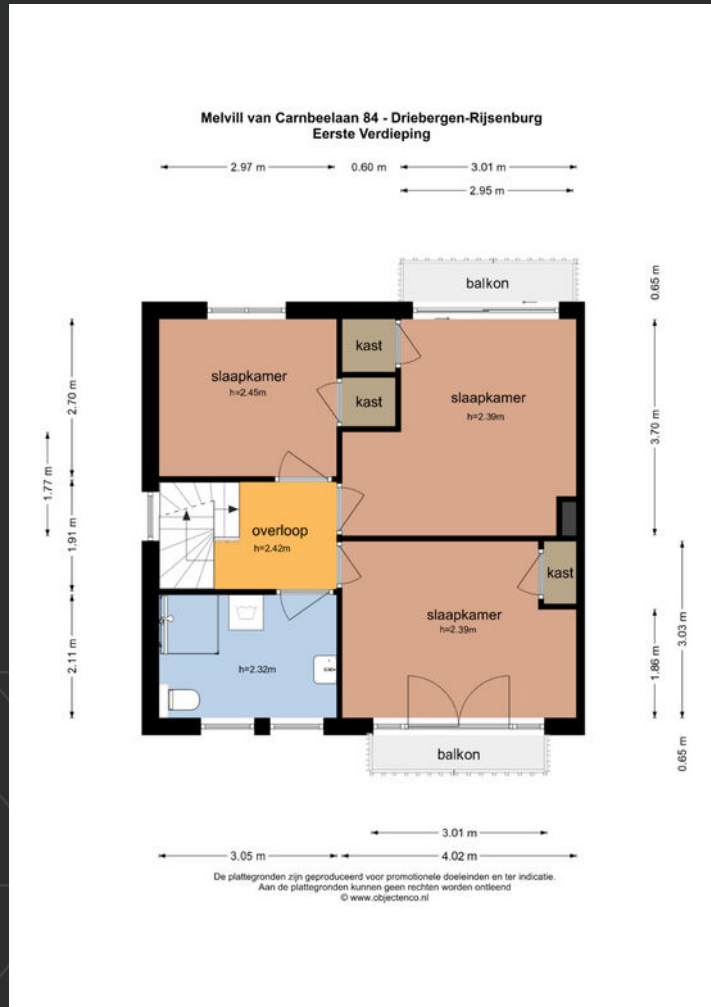 Melvill van Carnbeelaan 84 - Driebergen-Rijsenburg
Eerste Verdieping
2.97 m
0.60 m
3.01 m
2.95 m
balkon
0.65 m
kast
slaapkamer
h=2.45m
kast
slaapkamer
h=2.39m
2.70 m
3.70 m
1.77 m
1.91 m
overloop
h=2.42m
kast
slaapkamer
h=2.39m
h=2.32m
2.11 m
1.86 m
3.03 m
balkon
0.65 m
3.01 m
3.05 m
4.02 m
De plattegronden zijn geproduceerd voor promotionele doeleinden en ter indicatie.
Aan de plattegronden kunnen geen rechten worden ontleend
© www.objectenco.nl